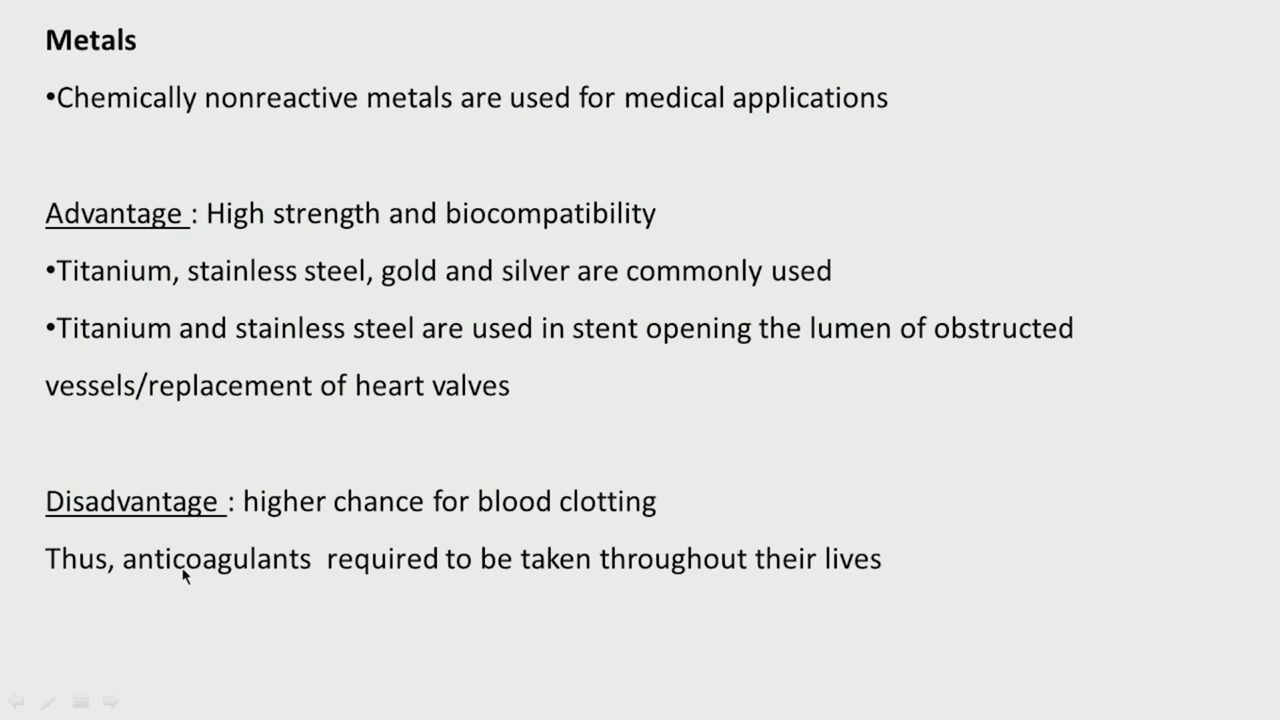 Metals
•Chemically nonreactive metals are used for medical applications
Advantage : High strength and biocompatibility
•Titanium, stainless steel, gold and silver are commonly used
•Titanium and stainless steel are used in stent opening the lumen of obstructed
vessels/replacement of heart valves
Disadvantage : higher chance for blood clotting
Thus, anticoagulants  required to be taken throughout their lives